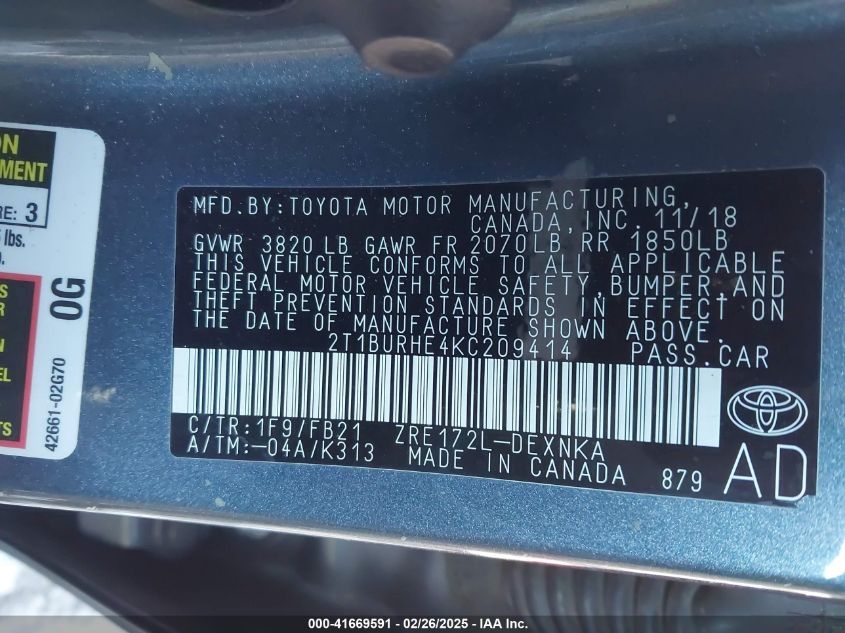 ON
EMENT
RE: 3
lbs.
S
R
N
EL
TS
0G
42661-02G70
MFD.BY:TOYOTA MOTOR MANUFACTURING,
CANADA,INC. 11/18
GVWR 3820 LB GAWR FR 2070LB RR 1850LB
THIS VEHICLE CONFORMS TO ALL APPLICABLE
FEDERAL MOTOR VEHICLE SAFETY,BUMPER,AND
THEFT PREVENTION STANDARDS IN EFFECT ON
THE DATE OF MANUFACTURE SHOWN ABOVE.
2T1BURHE4KC209414 PASS.CAR
C/TR:1F9/FB21 ZRE172L-DEXNKA
A/TM:-04A/K313 MADE IN CANADA 879
AD
000-41669591 - 02/26/2025 - IAA Inc.